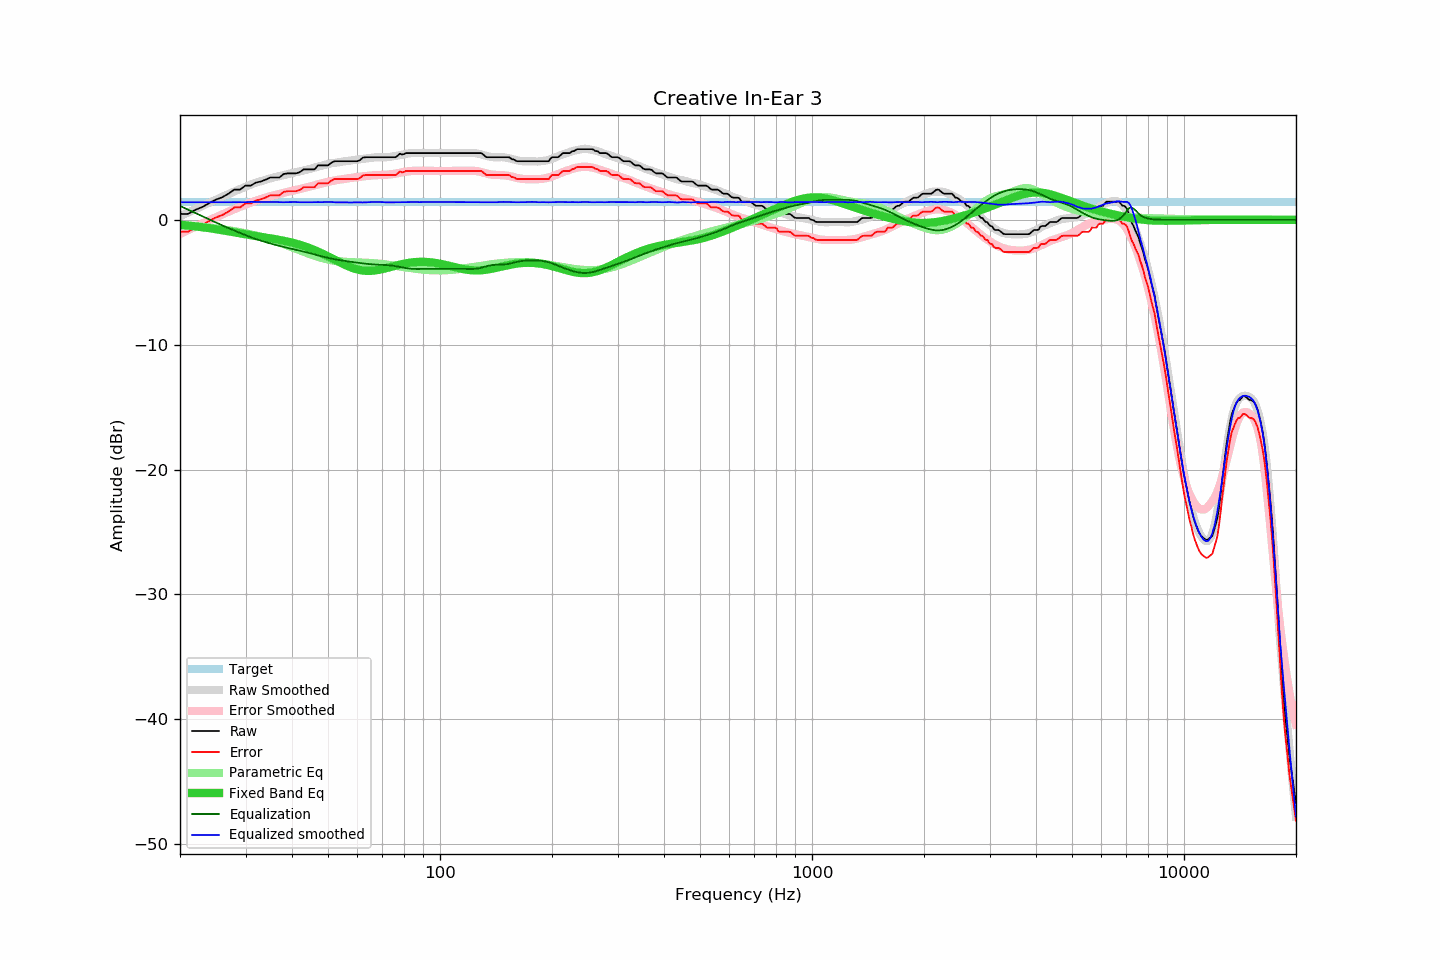 Creative In-Ear 3
Amplitude (dBr)
0
−10
−20
−30
−40
−50
Target
Raw Smoothed
Error Smoothed
Raw
Error
Parametric Eq
Fixed Band Eq
Equalization
Equalized smoothed
100
1000
10000
Frequency (Hz)